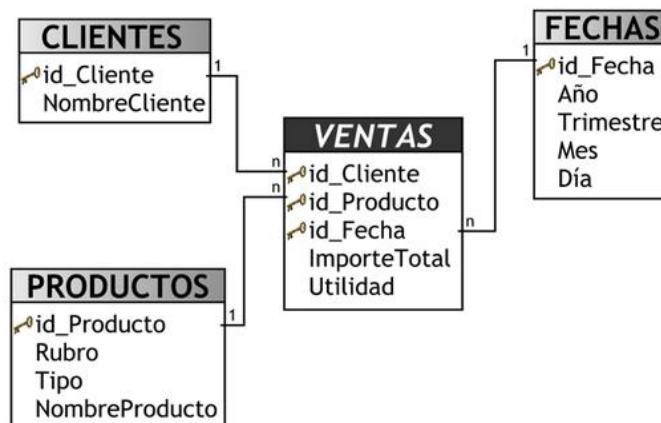 CLIENTES
id_Cliente
NombreCliente
1
FECHAS
1
id_Fecha
Año
Trimestre
Mes
Día
VENTAS
n
id_Cliente
n
id_Producto
id_Fecha
n
ImporteTotal
Utilidad
PRODUCTOS
id_Producto
1
Rubro
Tipo
NombreProducto